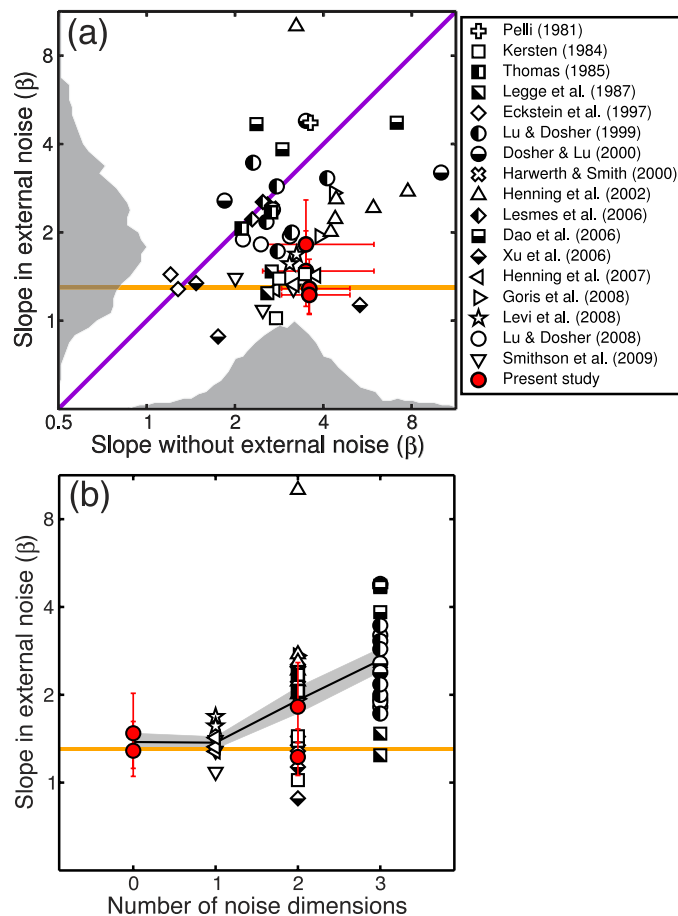 (a)
8
4
2
1
Slope in external noise (β)
0.5
1
2
4
8
Slope without external noise (β)
Pelli (1981)
Kersten (1984)
Thomas (1985)
Legge et al. (1987)
Eckstein et al. (1997)
Lu & Dosher (1999)
Dosher & Lu (2000)
Harwerth & Smith (2000)
Henning et al. (2002)
Lesmes et al. (2006)
Dao et al. (2006)
Xu et al. (2006)
Henning et al. (2007)
Goris et al. (2008)
Levi et al. (2008)
Lu & Dosher (2008)
Smithson et al. (2009)
Present study
(b)
8
4
2
1
Slope in external noise (β)
0
1
2
3
Number of noise dimensions